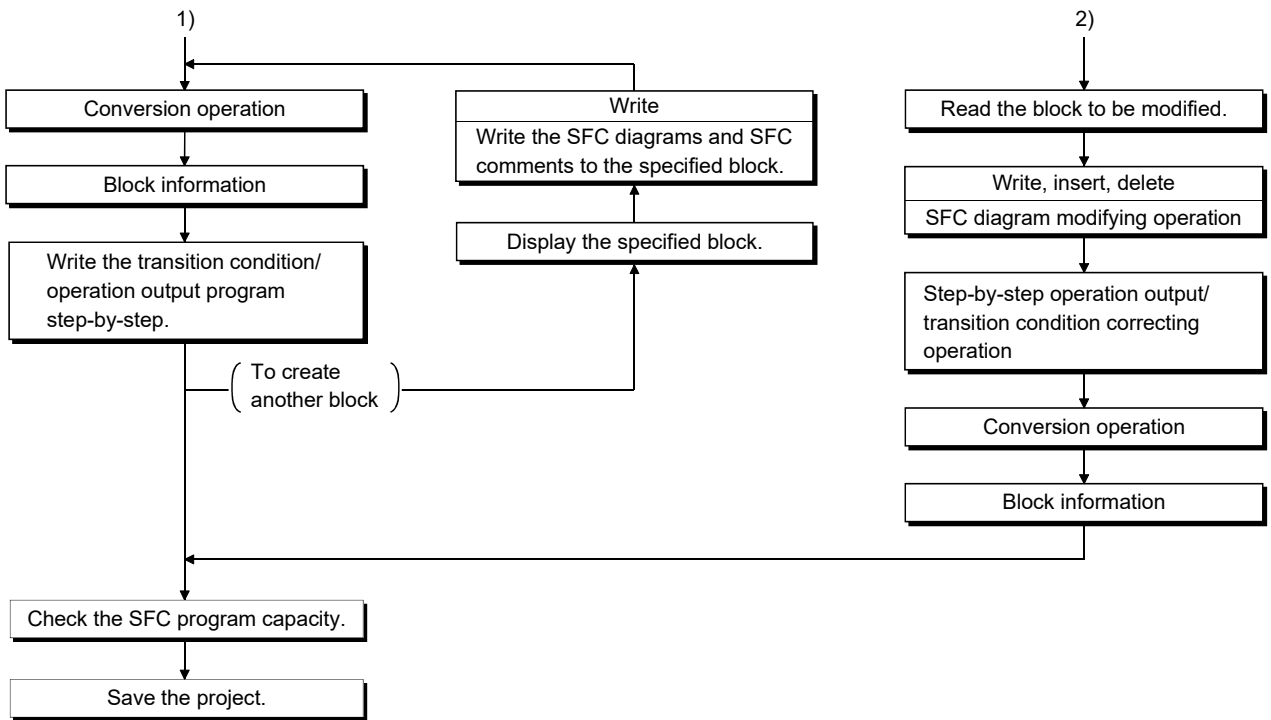 1)
Conversion operation
Block information
Write the transition condition/
operation output program
step-by-step.
To create
another block
Write
Write the SFC diagrams and SFC
comments to the specified block.
Display the specified block.
2)
Read the block to be modified.
Write, insert, delete
SFC diagram modifying operation
Step-by-step operation output/
transition condition correcting
operation
Conversion operation
Block information
Check the SFC program capacity.
Save the project.